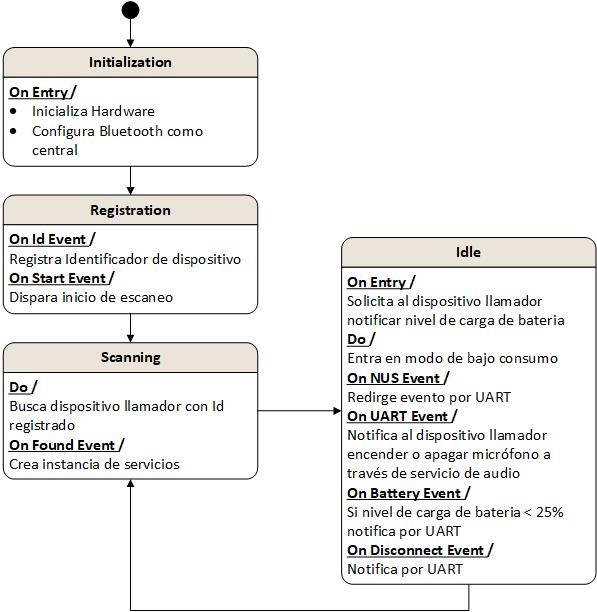 Initialization
On Entry /
• Inicializa Hardware
• Configura Bluetooth como
central
Registration
On Id Event /
Registra Identificador de dispositivo
On Start Event /
Dispara inicio de escaneo
Scanning
Do /
Busca dispositivo llamador con Id
registrado
On Found Event /
Crea instancia de servicios
Idle
On Entry /
Solicita al dispositivo llamador
notificar nivel de carga de bateria
Do /
Entra en modo de bajo consumo
On NUS Event /
Redirge evento por UART
On UART Event /
Notifica al dispositivo llamador
encender o apagar micrófono a
través de servicio de audio
On Battery Event /
Si nivel de carga de bateria < 25%
notifica por UART
On Disconnect Event /
Notifica por UART